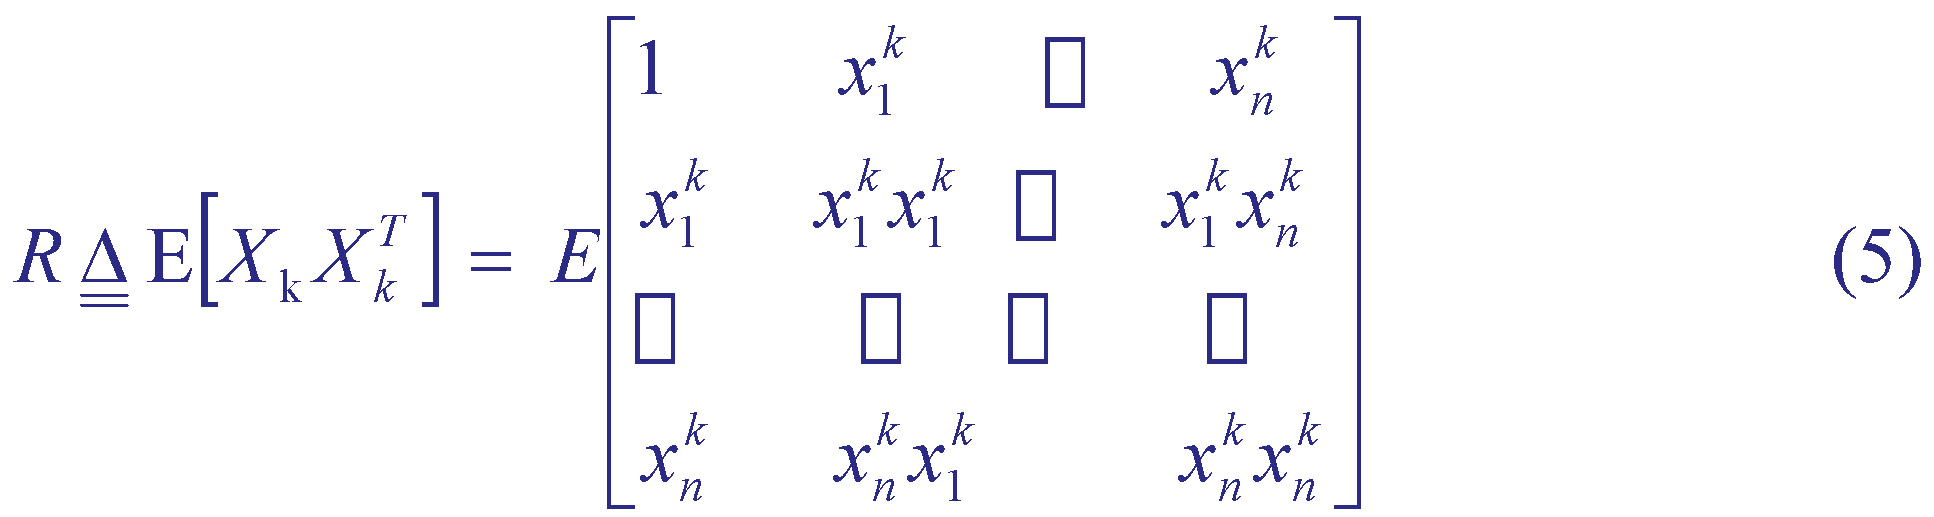 1 x_1^k □ x_n^k
x_1^k x_1^k x_1^k □ x_1^k x_n^k
R ≜ E[X_k X_k^T] = E (5)
□ □ □ □
x_n^k x_n^k x_1^k x_n^k x_n^k